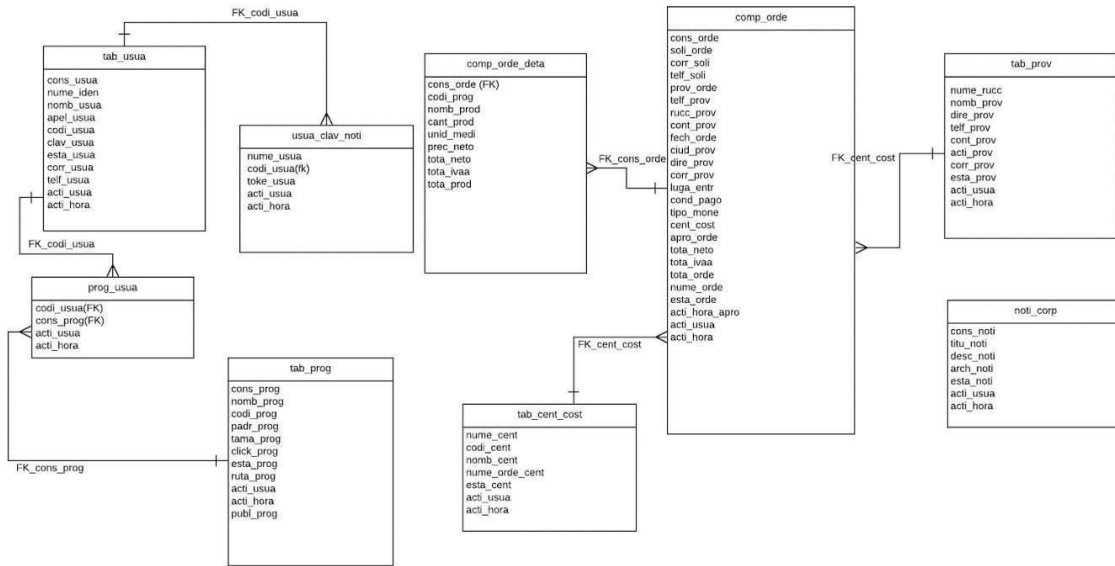 FK_codi_usua
tab_usua
cons_usua
nume_iden
nomb_usua
apel_usua
codi_usua
clav_usua
esta_usua
corr_usua
telf_usua
acti_usua
acti_hora
usua_clav_noti
nume_usua
codi_usua(fk)
toke_usua
acti_usua
acti_hora
FK_codi_usua
prog_usua
codi_usua(FK)
cons_prog(FK)
acti_usua
acti_hora
FK_cons_prog
tab_prog
cons_prog
nomb_prog
codi_prog
padr_prog
tama_prog
click_prog
esta_prog
ruta_prog
acti_usua
acti_hora
publ_prog
comp_orde_deta
cons_orde (FK)
codi_prog
nomb_prod
cant_prod
unid_medi
prec_neto
tota_neto
tota_ivaa
tota_prod
FK_cons_orde
comp_orde
cons_orde
soli_orde
corr_soli
telf_soli
prov_orde
telf_prov
rucc_prov
cont_prov
fech_orde
ciud_prov
dire_prov
corr_prov
luga_entr
cond_pago
tipo_mone
cent_cost
apro_orde
tota_neto
tota_ivaa
tota_orde
nume_orde
esta_orde
acti_hora_apro
acti_usua
acti_hora
FK_cent_cost
tab_cent_cost
nume_cent
codi_cent
nomb_cent
nume_orde_cent
esta_cent
acti_usua
acti_hora
FK_cent_cost
tab_prov
nume_rucc
nomb_prov
dire_prov
telf_prov
cont_prov
acti_prov
corr_prov
esta_prov
acti_usua
acti_hora
noti_corp
cons_noti
titu_noti
desc_noti
arch_noti
esta_noti
acti_usua
acti_hora